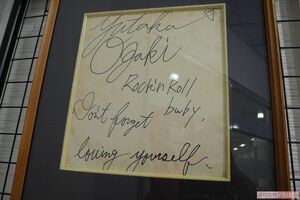 Yutaka
Ozaki
Rock'n Roll
baby.
Don't forget
loving yourself.